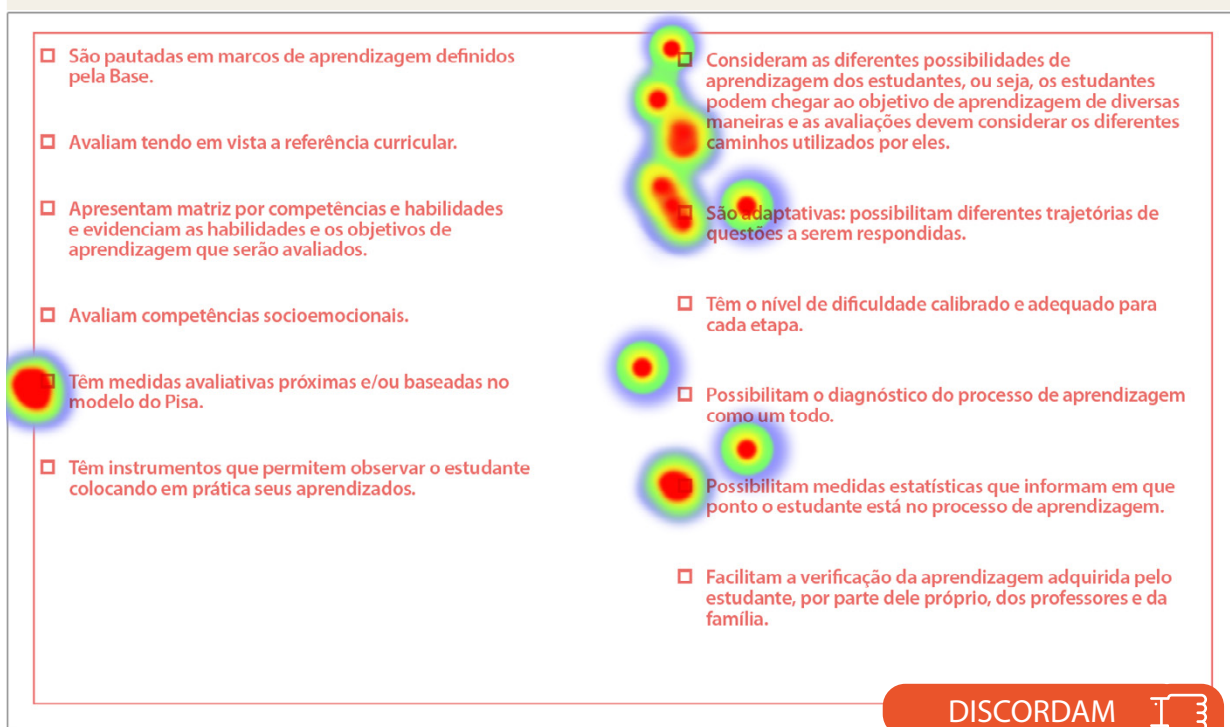 São pautadas em marcos de aprendizagem definidos
pela Base.
Avaliam tendo em vista a referência curricular.
Apresentam matriz por competências e habilidades
e evidenciam as habilidades e os objetivos de
aprendizagem que serão avaliados.
Avaliam competências socioemocionais.
Têm medidas avaliativas próximas e/ou baseadas no
modelo do Pisa.
Têm instrumentos que permitem observar o estudante
colocando em prática seus aprendizados.
Consideram as diferentes possibilidades de
aprendizagem dos estudantes, ou seja, os estudantes
podem chegar ao objetivo de aprendizagem de diversas
maneiras e as avaliações devem considerar os diferentes
caminhos utilizados por eles.
São adaptativas: possibilitam diferentes trajetórias de
questões a serem respondidas.
Têm o nível de dificuldade calibrado e adequado para
cada etapa.
Possibilitam o diagnóstico do processo de aprendizagem
como um todo.
Possibilitam medidas estatísticas que informam em que
ponto o estudante está no processo de aprendizagem.
Facilitam a verificação da aprendizagem adquirida pelo
estudante, por parte dele próprio, dos professores e da
família.
DISCORDAM